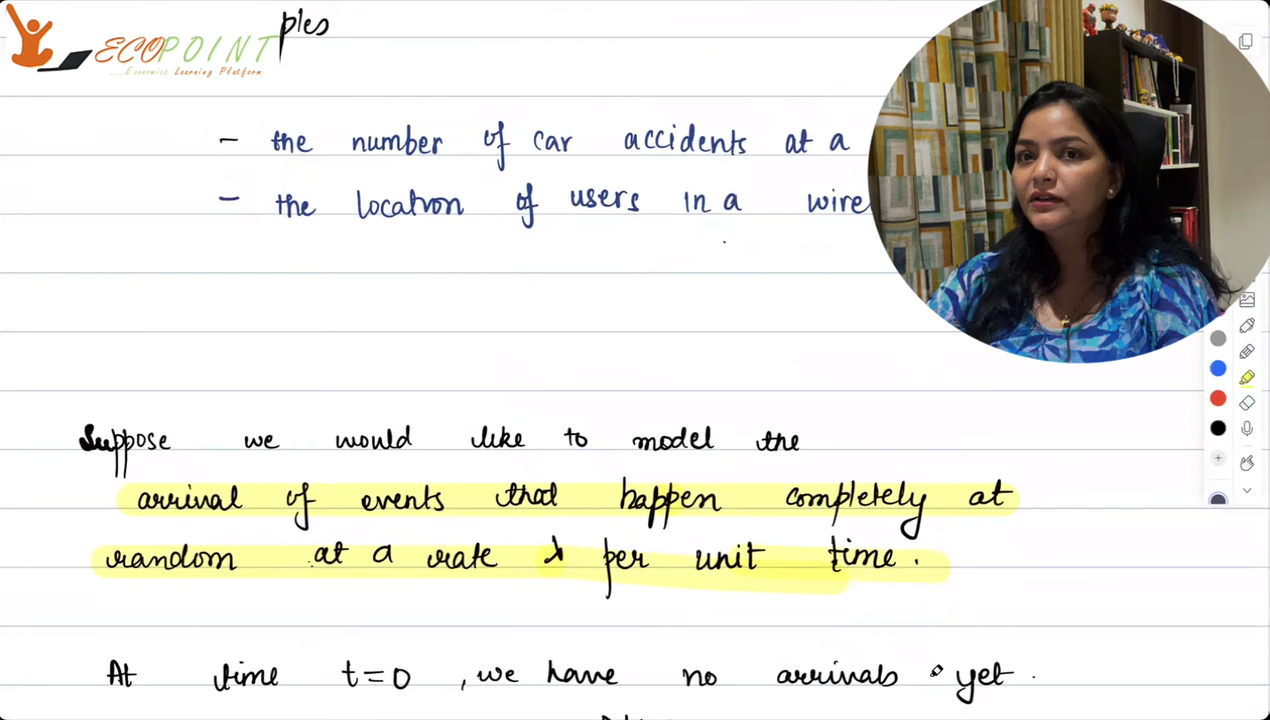 ples
ECOPOINT
.....Economics Learning Platform
- the number of car accidents at a
- the location of users in a wire
Suppose we would like to model the
arrival of events that happen completely at
random at a rate λ per unit time.
At time t=0, we have no arrivals yet.